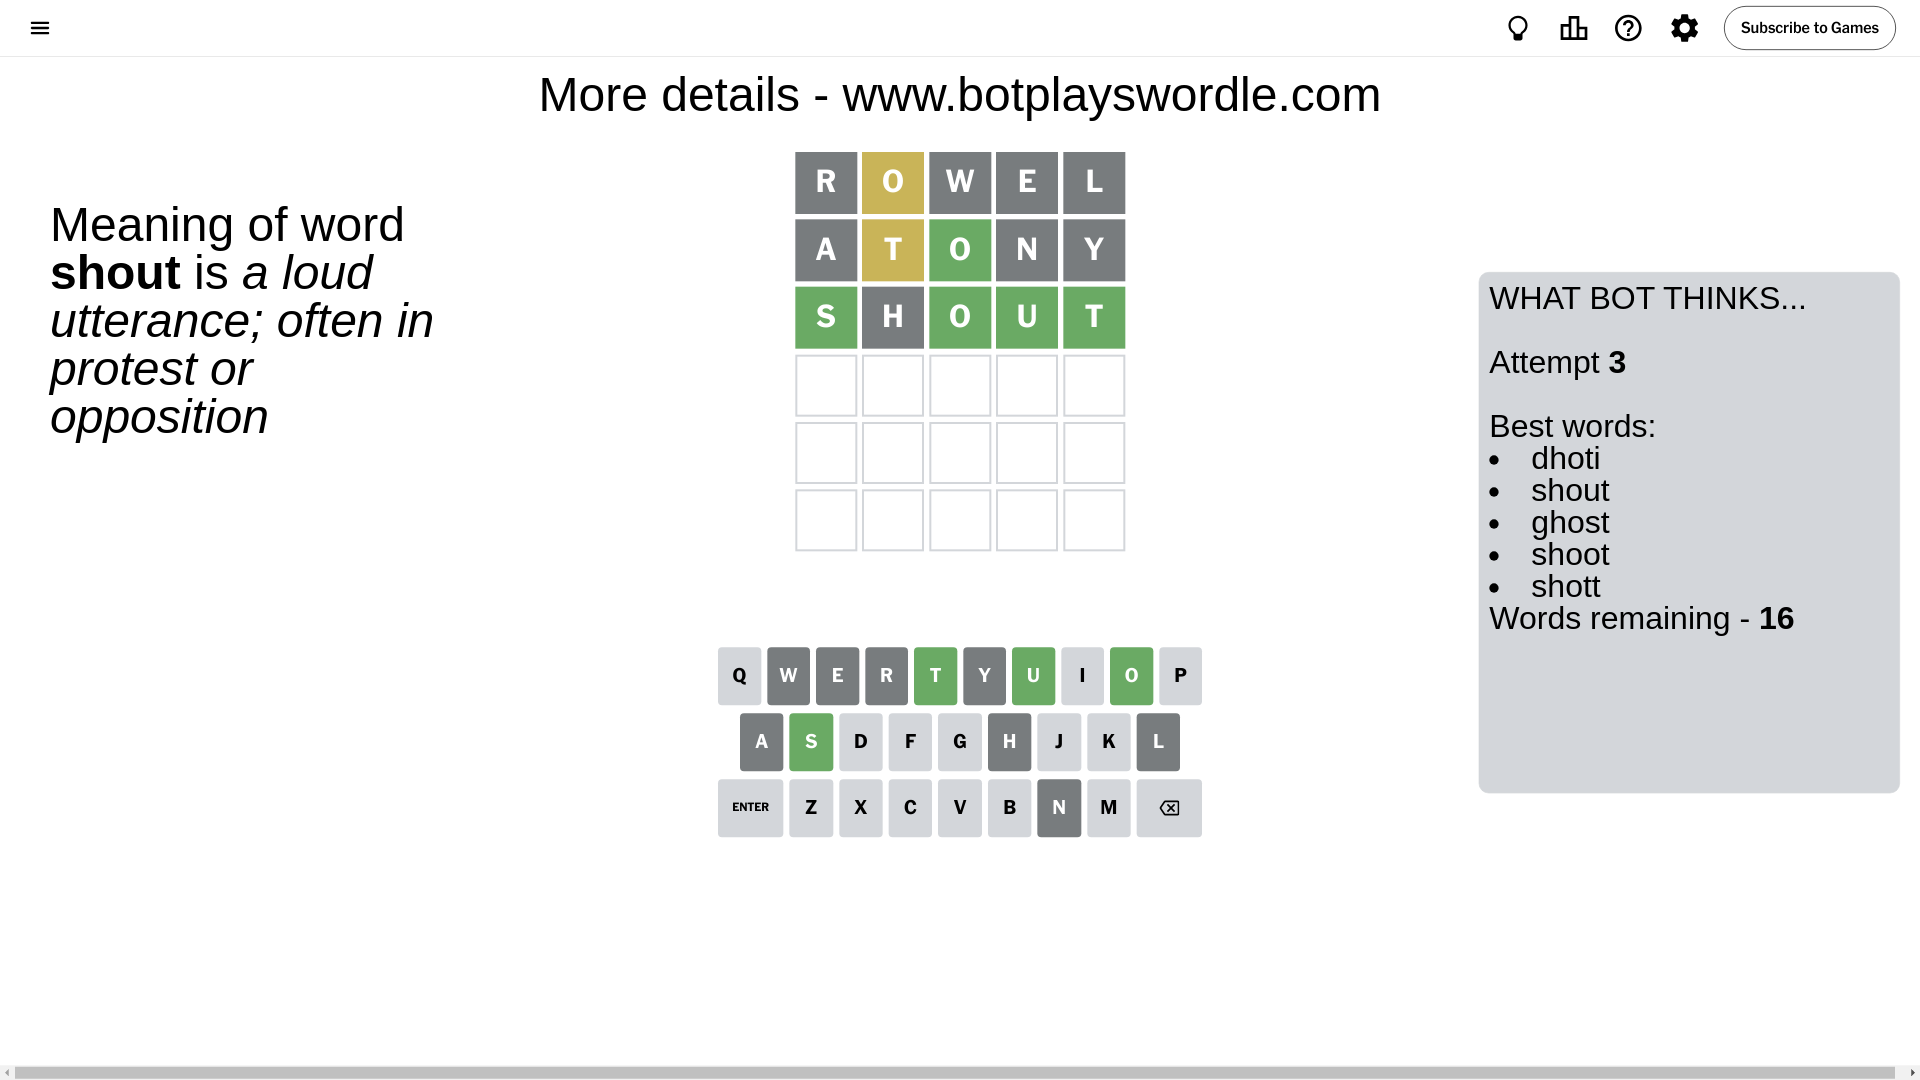 Subscribe to Games
More details - www.botplayswordle.com
Meaning of word
shout is a loud
utterance; often in
protest or
opposition
R O W E L
A T O N Y
S H O U T
WHAT BOT THINKS...
Attempt 3
Best words:
• dhoti
• shout
• ghost
• shoot
• shott
Words remaining - 16
Q W E R T Y U I O P
A S D F G H J K L
ENTER Z X C V B N M